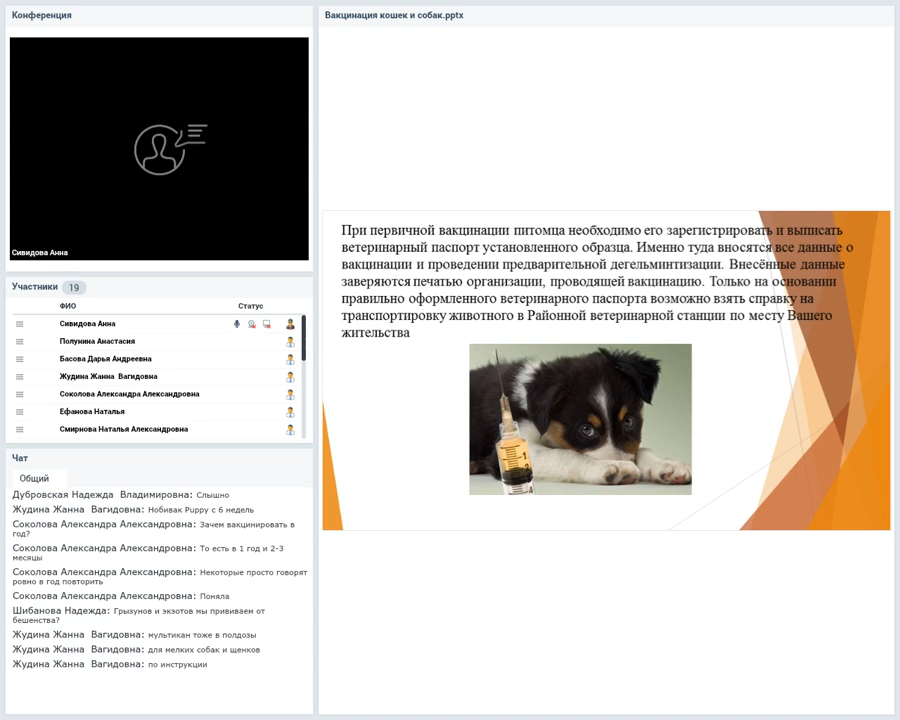 Конференция
Сивидова Анна
Участники 19
ФИО Статус
Сивидова Анна
Полунина Анастасия
Басова Дарья Андреевна
Жудина Жанна Вагидовна
Соколова Александра Александровна
Ефанова Наталья
Смирнова Наталья Александровна
Чат
Общий
Дубровская Надежда Владимировна: Слышно
Жудина Жанна Вагидовна: Нобивак Puppy с 6 недель
Соколова Александра Александровна: Зачем вакцинировать в
год?
Соколова Александра Александровна: То есть в 1 год и 2-3
месяцы
Соколова Александра Александровна: Некоторые просто говорят
ровно в год повторить
Соколова Александра Александровна: Поняла
Шибанова Надежда: Грызунов и экзотов мы прививаем от
бешенства?
Жудина Жанна Вагидовна: мультикан тоже в полдозы
Жудина Жанна Вагидовна: для мелких собак и щенков
Жудина Жанна Вагидовна: по инструкции
Вакцинация кошек и собак.pptx
При первичной вакцинации питомца необходимо его зарегистрировать и выписать
ветеринарный паспорт установленного образца. Именно туда вносятся все данные о
вакцинации и проведении предварительной дегельминтизации. Внесённые данные
заверяются печатью организации, проводящей вакцинацию. Только на основании
правильно оформленного ветеринарного паспорта возможно взять справку на
транспортировку животного в Районной ветеринарной станции по месту Вашего
жительства
1
2